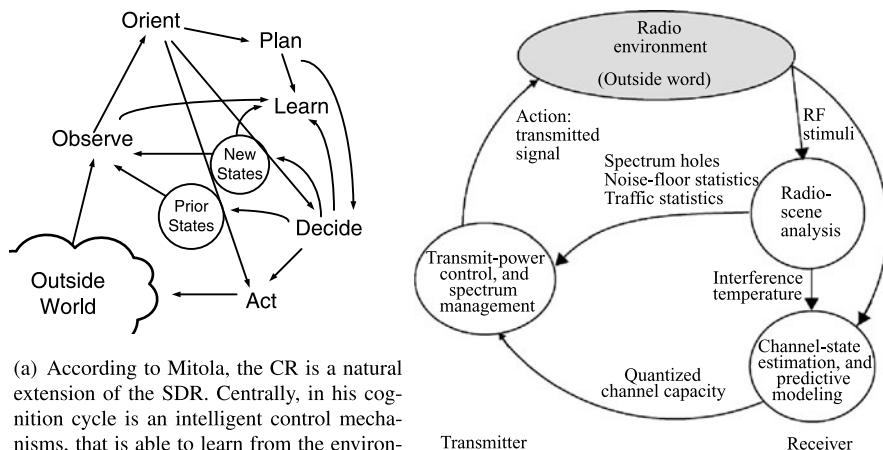 Orient
Plan
Learn
Observe
New
States
Prior
States
Decide
Outside
World
Act
(a) According to Mitola, the CR is a natural
extension of the SDR. Centrally, in his cog-
nition cycle is an intelligent control mecha-
nisms, that is able to learn from the environ-
Radio
environment
(Outside word)
Action:
transmitted
signal
RF
stimuli
Spectrum holes
Noise-floor statistics
Traffic statistics
Radio-
scene
analysis
Transmit-power
control, and
spectrum
management
Interference
temperature
Channel-state
estimation, and
predictive
modeling
Quantized
channel capacity
Transmitter
Receiver